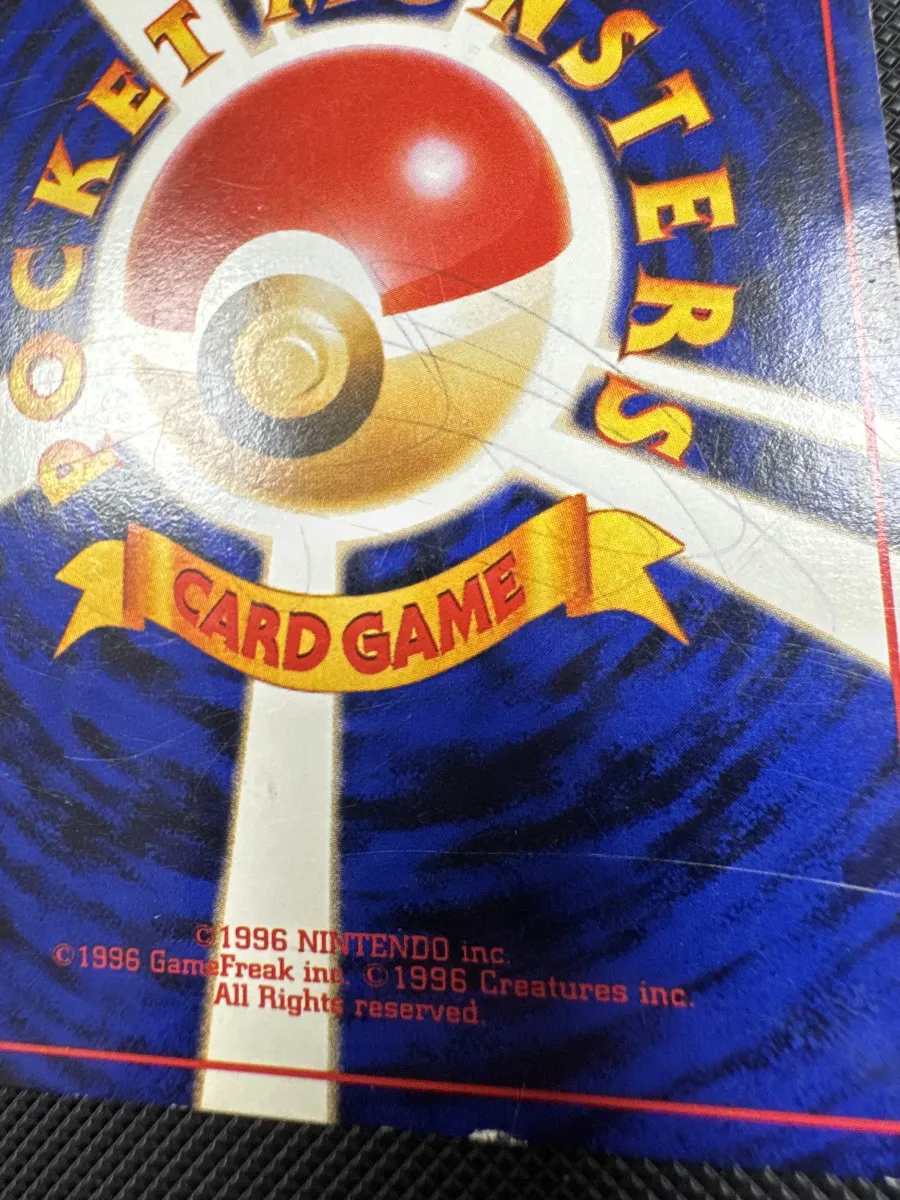 POCKET MONSTERS
CARD GAME
©1996 NINTENDO inc.
©1996 GameFreak inc. ©1996 Creatures inc.
All Rights reserved.